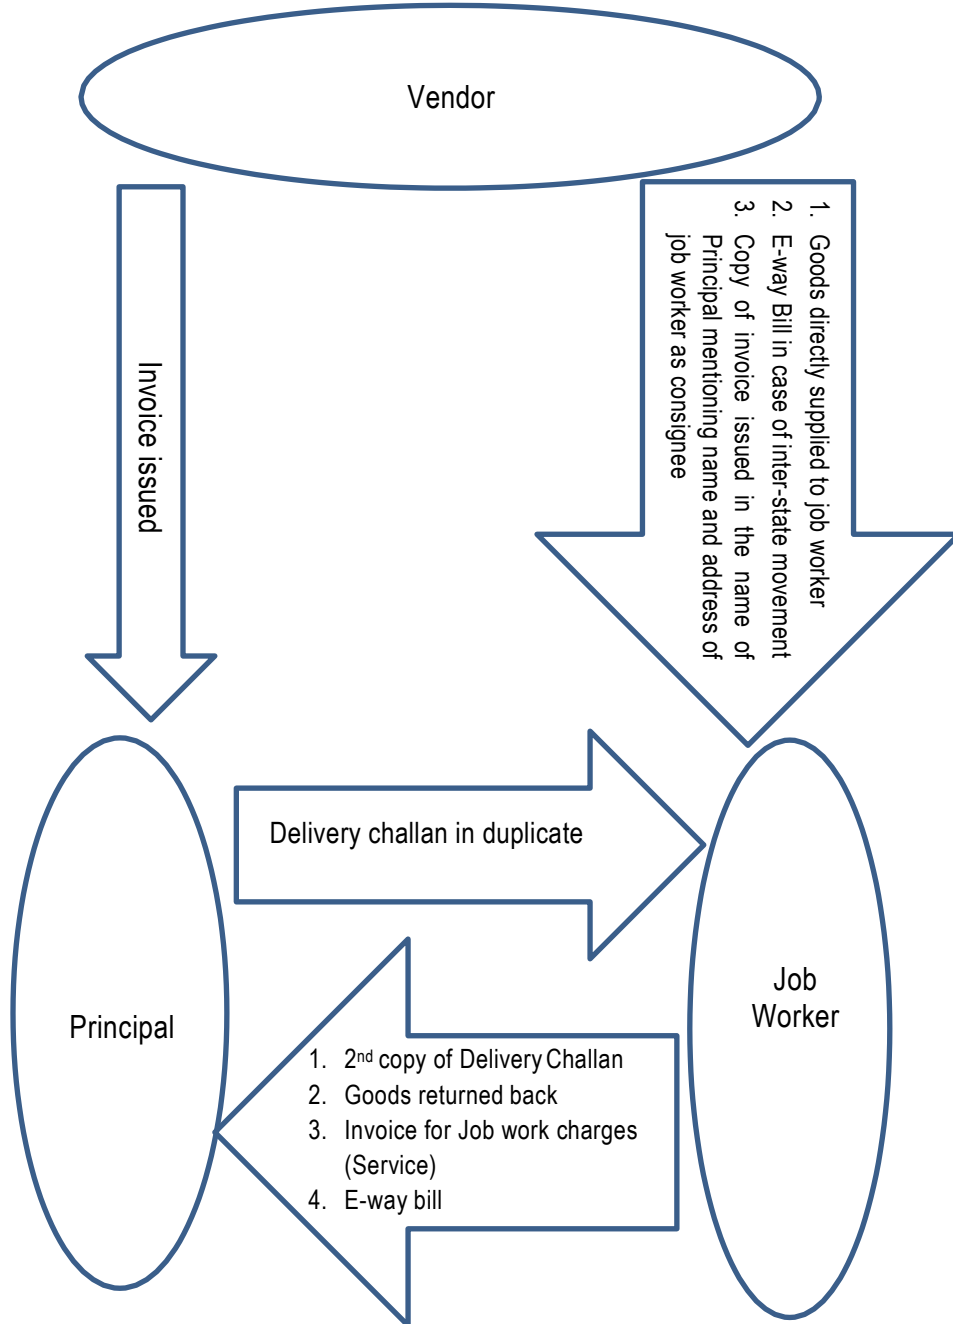 Vendor
Invoice issued
1. Goods directly supplied to job worker
2. E-way Bill in case of inter-state movement
3. Copy of invoice issued in the name of
Principal mentioning name and address of
job worker as consignee
Delivery challan in duplicate
Principal
Job
Worker
1. 2nd copy of Delivery Challan
2. Goods returned back
3. Invoice for Job work charges
(Service)
4. E-way bill